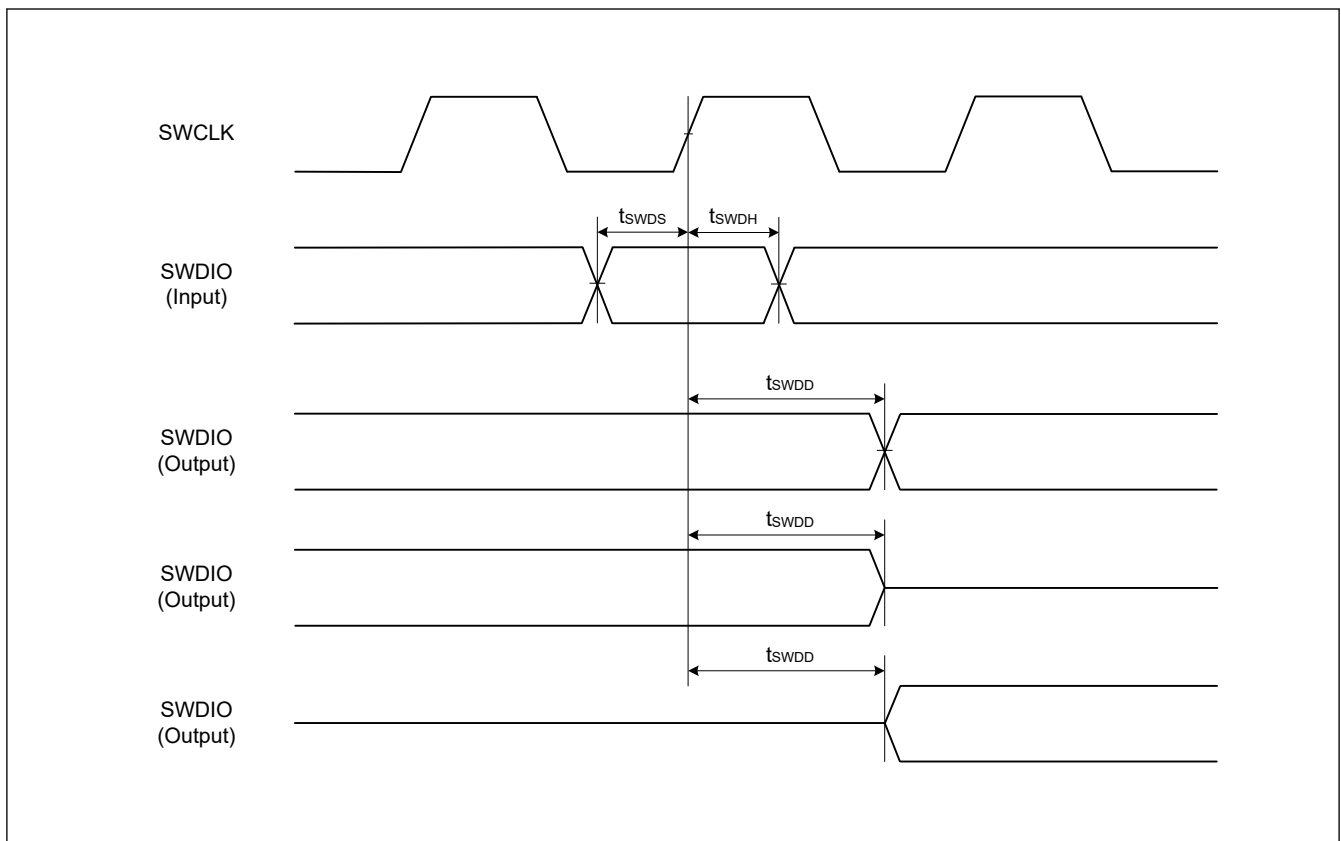 SWCLK
tSWDS
tSWDH
SWDIO
(Input)
tSWDD
SWDIO
(Output)
tSWDD
SWDIO
(Output)
tSWDD
SWDIO
(Output)